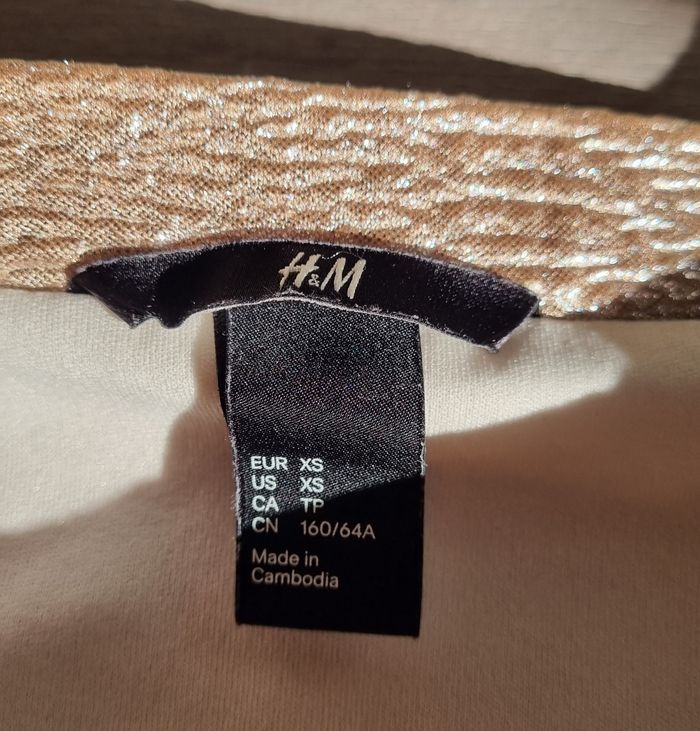 H&M
EUR XS
US XS
CA TP
CN 160/64A
Made in
Cambodia